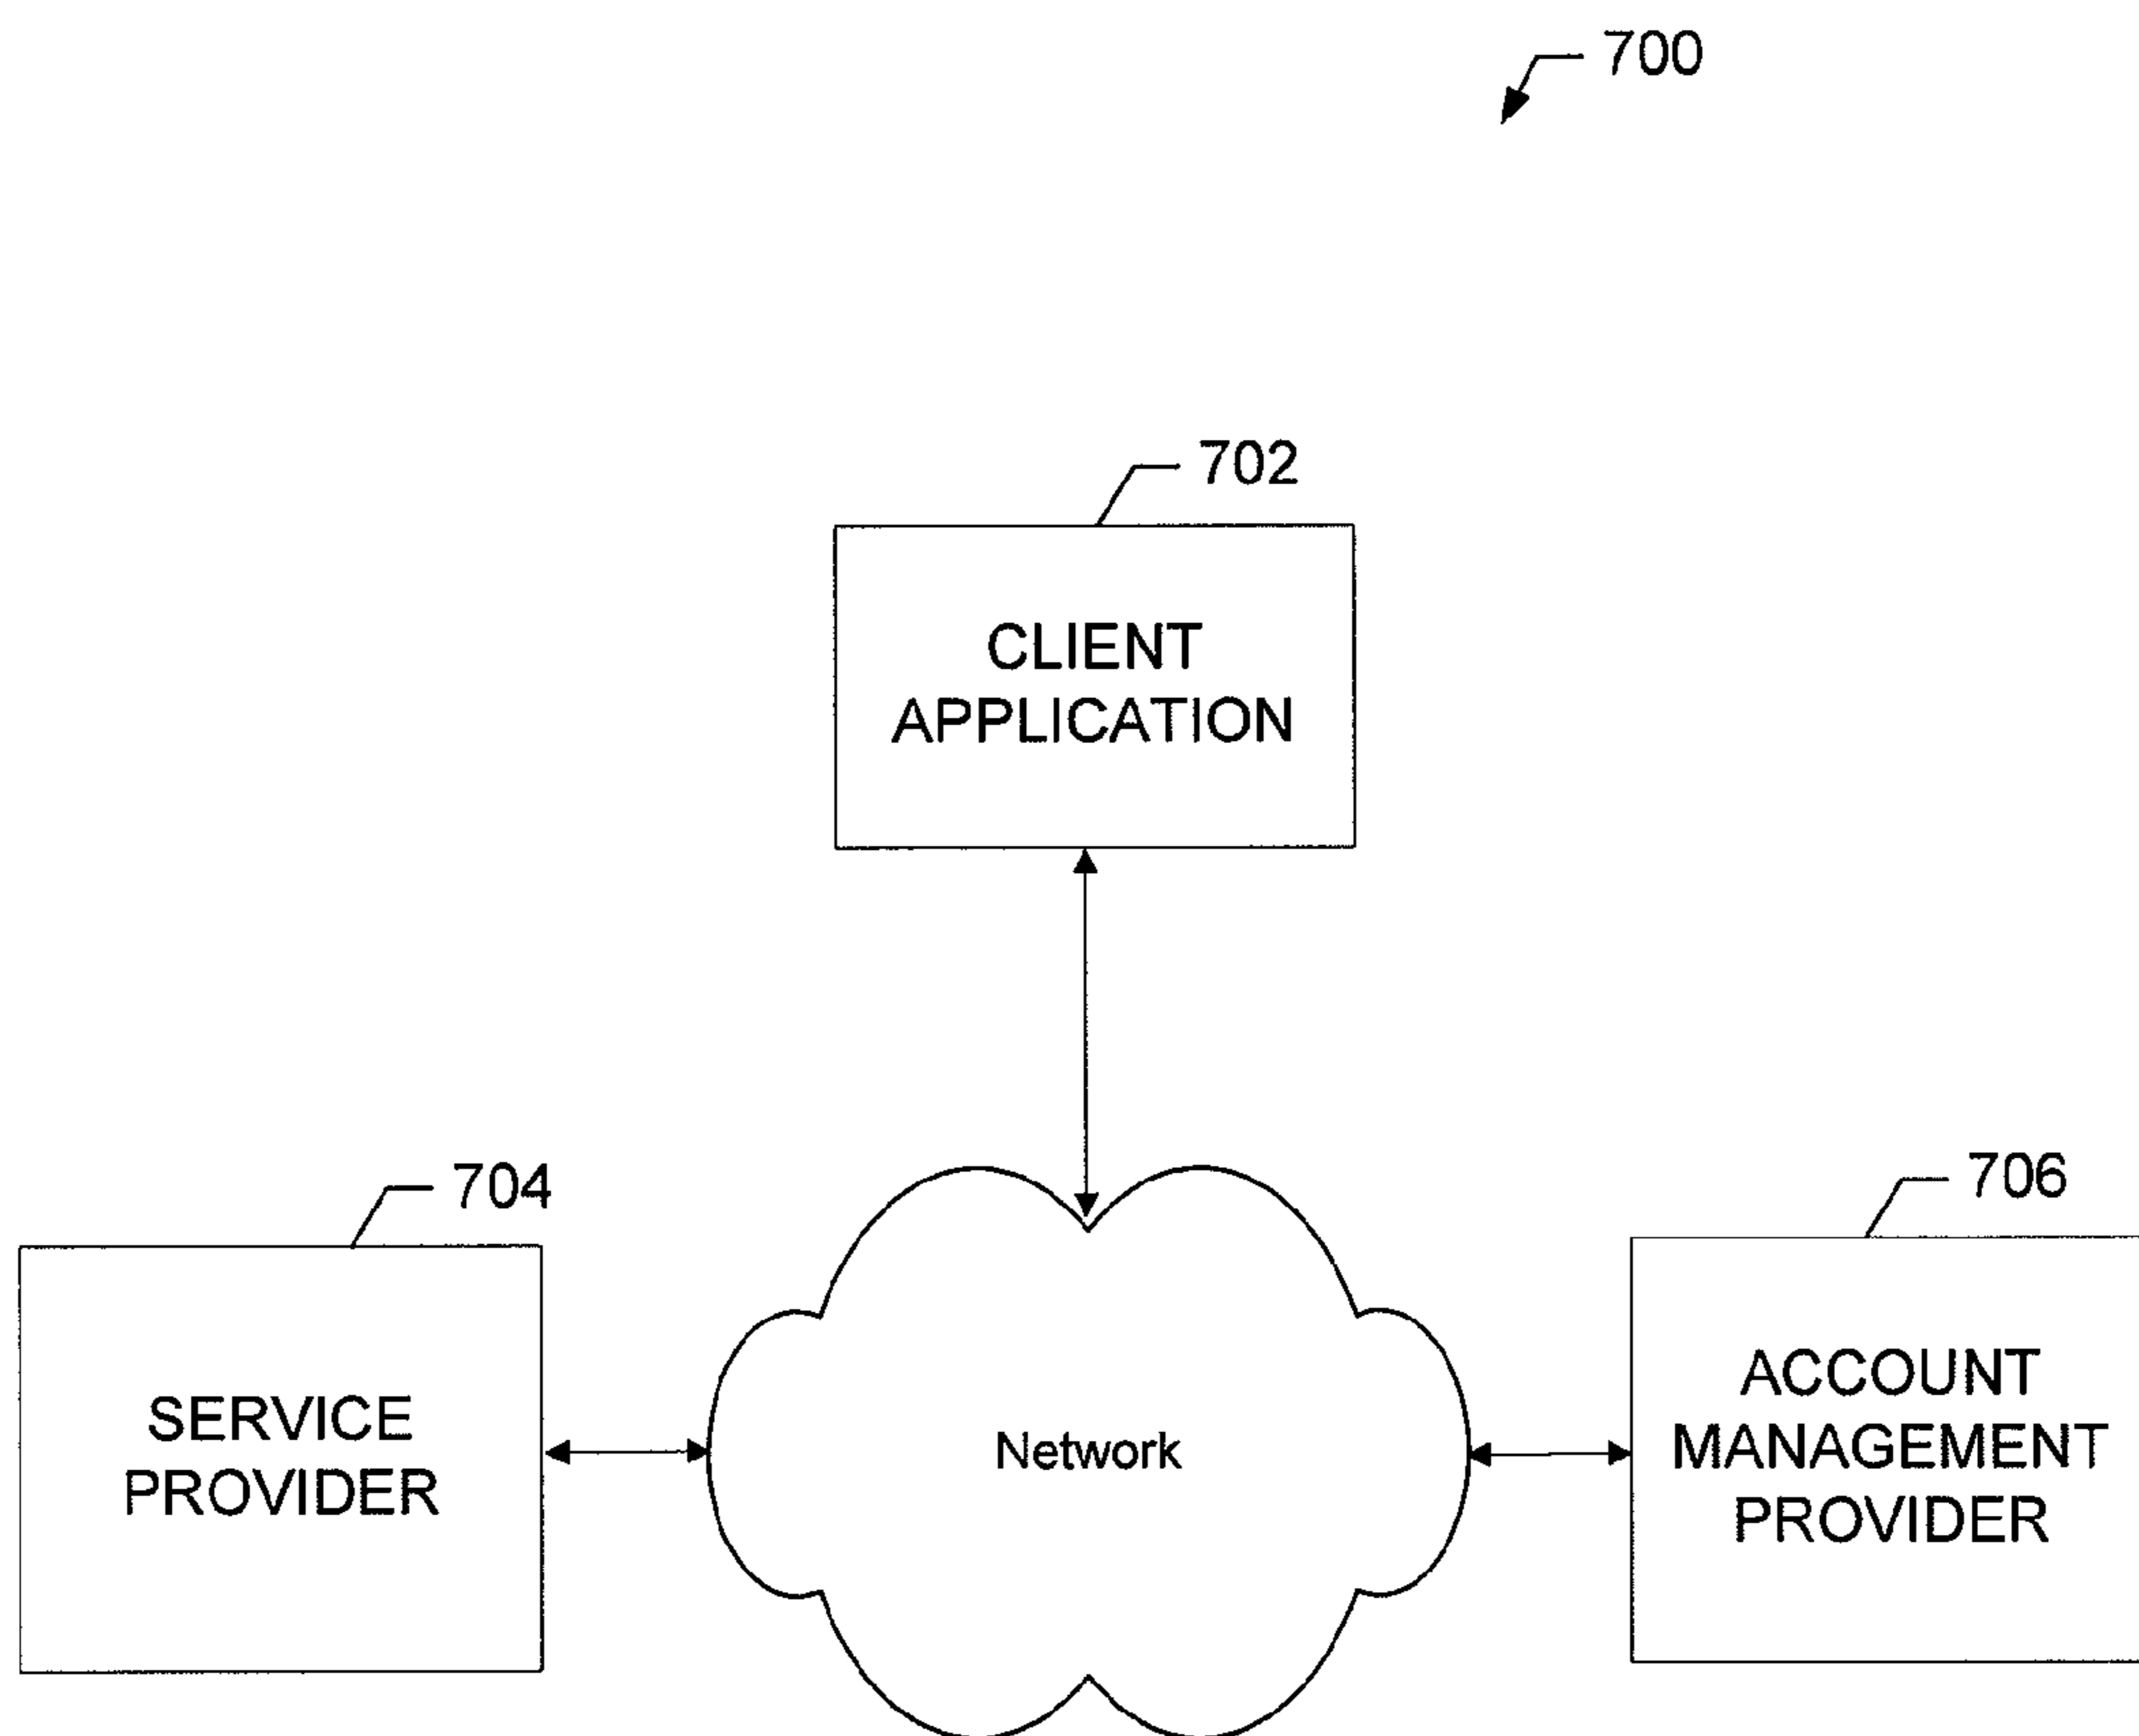 700
702
CLIENT
APPLICATION
704
706
SERVICE
PROVIDER
Network
ACCOUNT
MANAGEMENT
PROVIDER